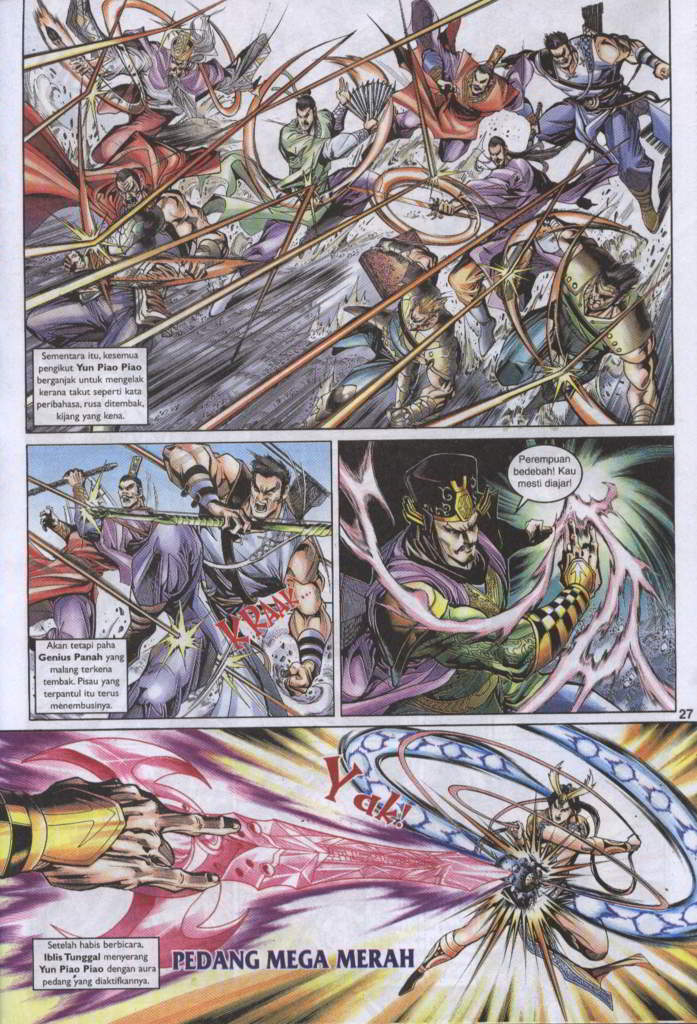 Sementara itu, kesemua
pengikut Yun Piao Piao
berganjak untuk mengelak
kerana takut seperti kata
peribahasa, rusa ditembak,
kijang yang kena.
Perempuan
bedebah! Kau
mesti diajar!
KRAAK...
Akan tetapi paha
Genius Panah yang
malang terkena
tembak. Pisau yang
terpantul itu terus
menembusinya.
27
Yak!
Setelah habis berbicara,
Iblis Tunggal menyerang
Yun Piao Piao dengan aura
pedang yang diaktifkannya.
PEDANG MEGA MERAH